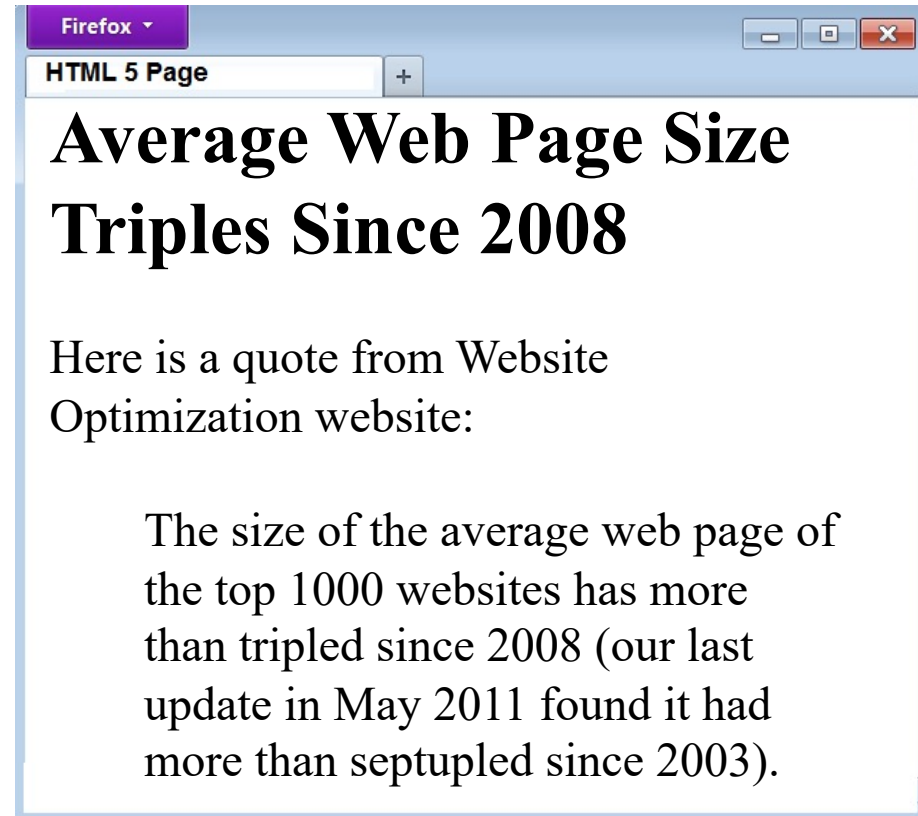 Firefox
HTML 5 Page
+
Average Web Page Size
Triples Since 2008
Here is a quote from Website
Optimization website:
The size of the average web page of
the top 1000 websites has more
than tripled since 2008 (our last
update in May 2011 found it had
more than septupled since 2003).